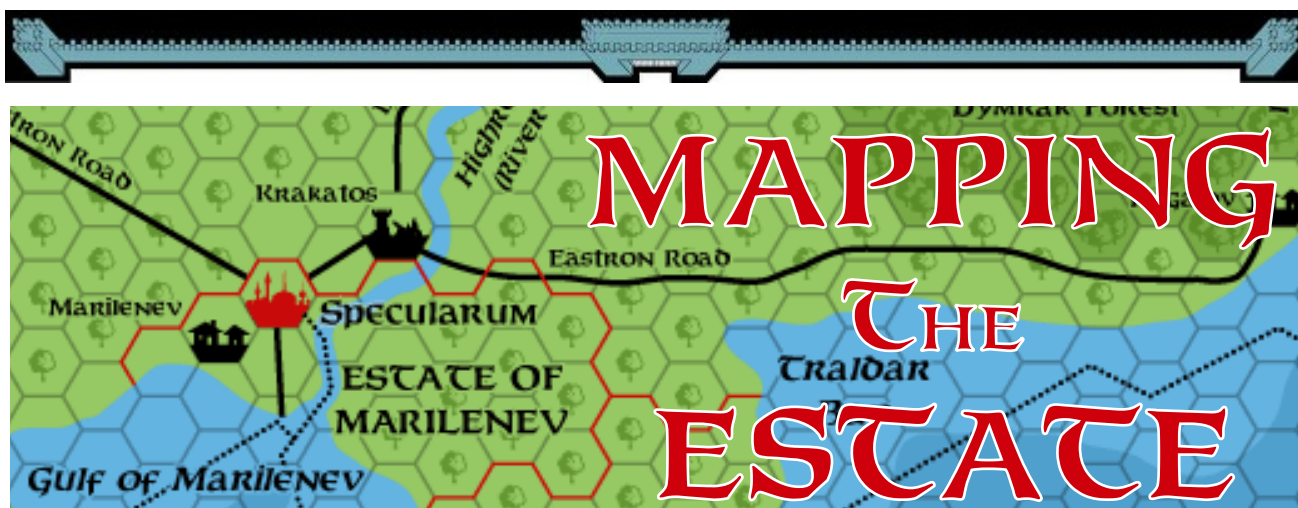 Dymrak Forest
Iron Road
Highr
(River
Krakatos
MAPPING
Eastron Road
Marilenev
Specularum
The
Traldar
ESTATE OF
MARILENEV
ESTATE
Gulf of Marilenev